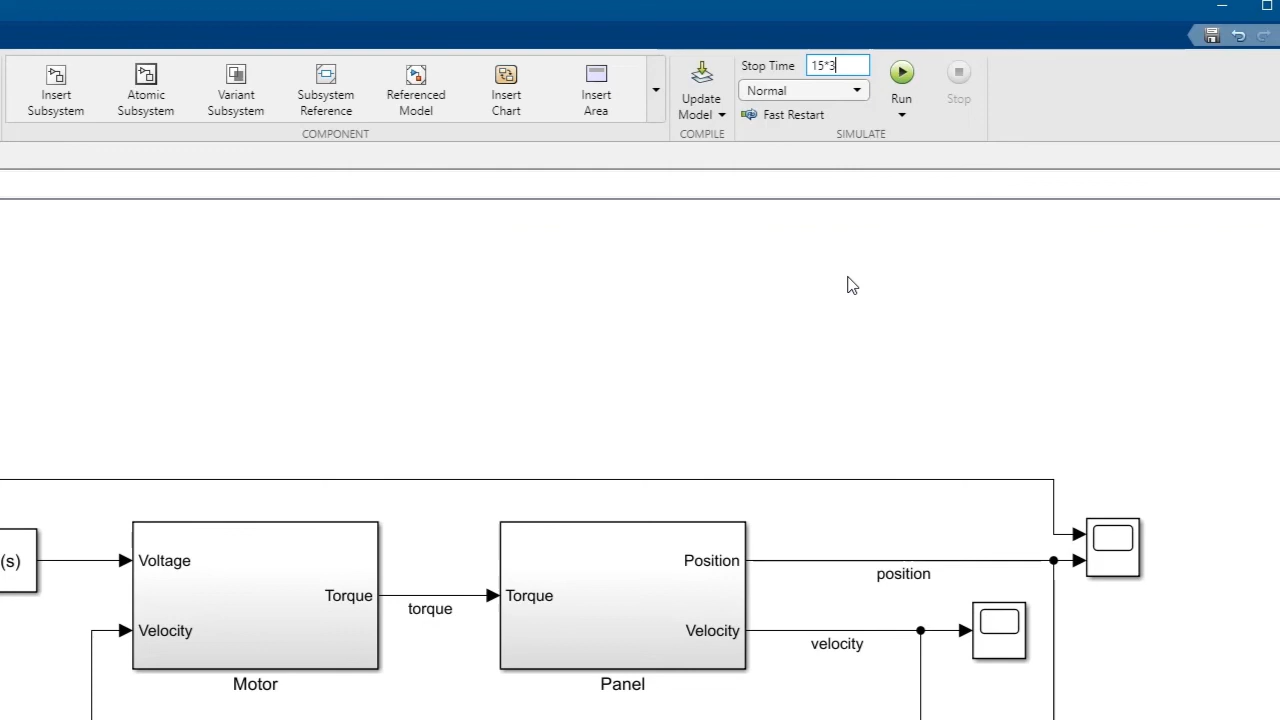 Insert Subsystem
Atomic Subsystem
Variant Subsystem
Subsystem Reference
Referenced Model
Insert Chart
Insert Area
COMPONENT
Update Model
COMPILE
Stop Time 15*3
Normal
Fast Restart
Run
Stop
SIMULATE
(s)
Voltage
Velocity
Torque
Motor
torque
Torque
Position
Velocity
Panel
position
velocity